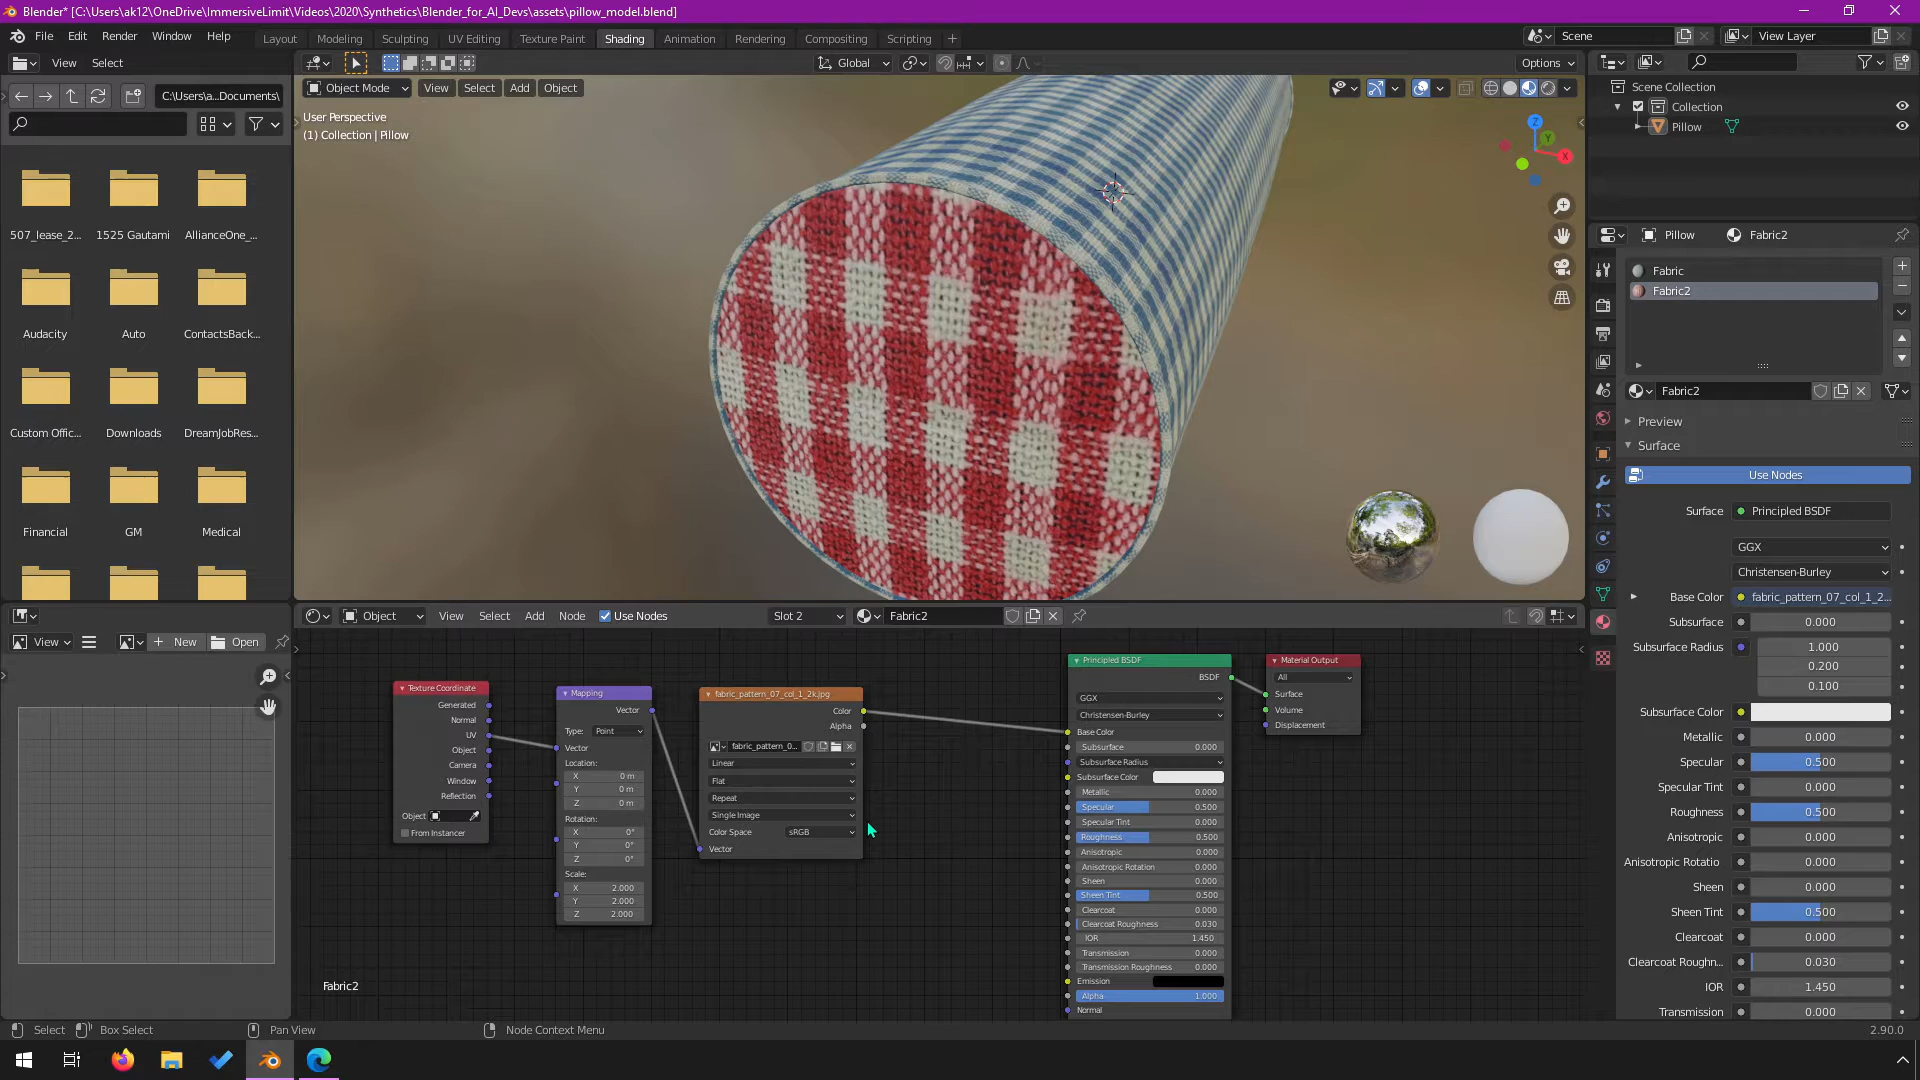 Blender* [C:\Users\ak12\OneDrive\ImmersiveLimit\Videos\2020\Synthetics\Blender_for_AI_Devs\assets\pillow_model.blend]
File Edit Render Window Help
Layout Modeling Sculpting UV Editing Texture Paint Shading Animation Rendering Compositing Scripting +
Scene
View Layer
View Select
Global
Options
C:\Users\a...Documents\
Object Mode View Select Add Object
User Perspective
(1) Collection | Pillow
Scene Collection
Collection
Pillow
Z
Y
X
507_lease_2... 1525 Gautami AllianceOne_...
Audacity Auto ContactsBack...
Custom Offic... Downloads DreamJobRes...
Financial GM Medical
Pillow Fabric2
Fabric
Fabric2
Fabric2
Preview
Surface
Use Nodes
Surface Principled BSDF
GGX
Christensen-Burley
Base Color fabric_pattern_07_col_1_2...
Subsurface 0.000
Subsurface Radius 1.000
0.200
0.100
Subsurface Color
Metallic 0.000
Specular 0.500
Specular Tint 0.000
Roughness 0.500
Anisotropic 0.000
Anisotropic Rotatio 0.000
Sheen 0.000
Sheen Tint 0.500
Clearcoat 0.000
Clearcoat Roughn... 0.030
IOR 1.450
Transmission 0.000
View New Open
Object View Select Add Node Use Nodes Slot 2 Fabric2
Texture Coordinate
Generated
Normal
UV
Object
Camera
Window
Reflection
Object
From Instancer
Mapping
Vector
Type: Point
Vector
Location:
X 0 m
Y 0 m
Z 0 m
Rotation:
X 0°
Y 0°
Z 0°
Scale:
X 2.000
Y 2.000
Z 2.000
fabric_pattern_07_col_1_2k.jpg
Color
Alpha
fabric_pattern_0...
Linear
Flat
Repeat
Single Image
Color Space sRGB
Vector
Principled BSDF
BSDF
GGX
Christensen-Burley
Base Color
Subsurface 0.000
Subsurface Radius
Subsurface Color
Metallic 0.000
Specular 0.500
Specular Tint 0.000
Roughness 0.500
Anisotropic 0.000
Anisotropic Rotation 0.000
Sheen 0.000
Sheen Tint 0.500
Clearcoat 0.000
Clearcoat Roughness 0.030
IOR 1.450
Transmission 0.000
Transmission Roughness 0.000
Emission
Alpha 1.000
Normal
Material Output
All
Surface
Volume
Displacement
Fabric2
Select Box Select Pan View Node Context Menu 2.90.0